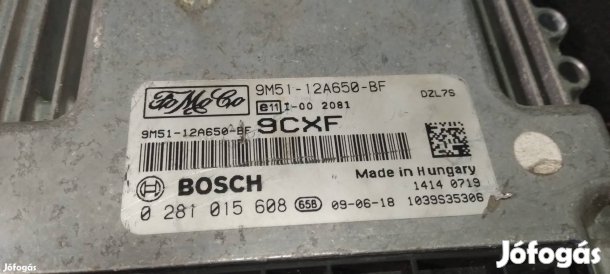 Jófogás
FoMoCo
9M51-12A650-BF
DZL7S
e11 I-00 2081
9M51-12A650-BF 9CXF
Made in Hungary
BOSCH
1414 0719
0 281 015 608 658 09-06-18 1039S35306
Jófogás
Jófogás